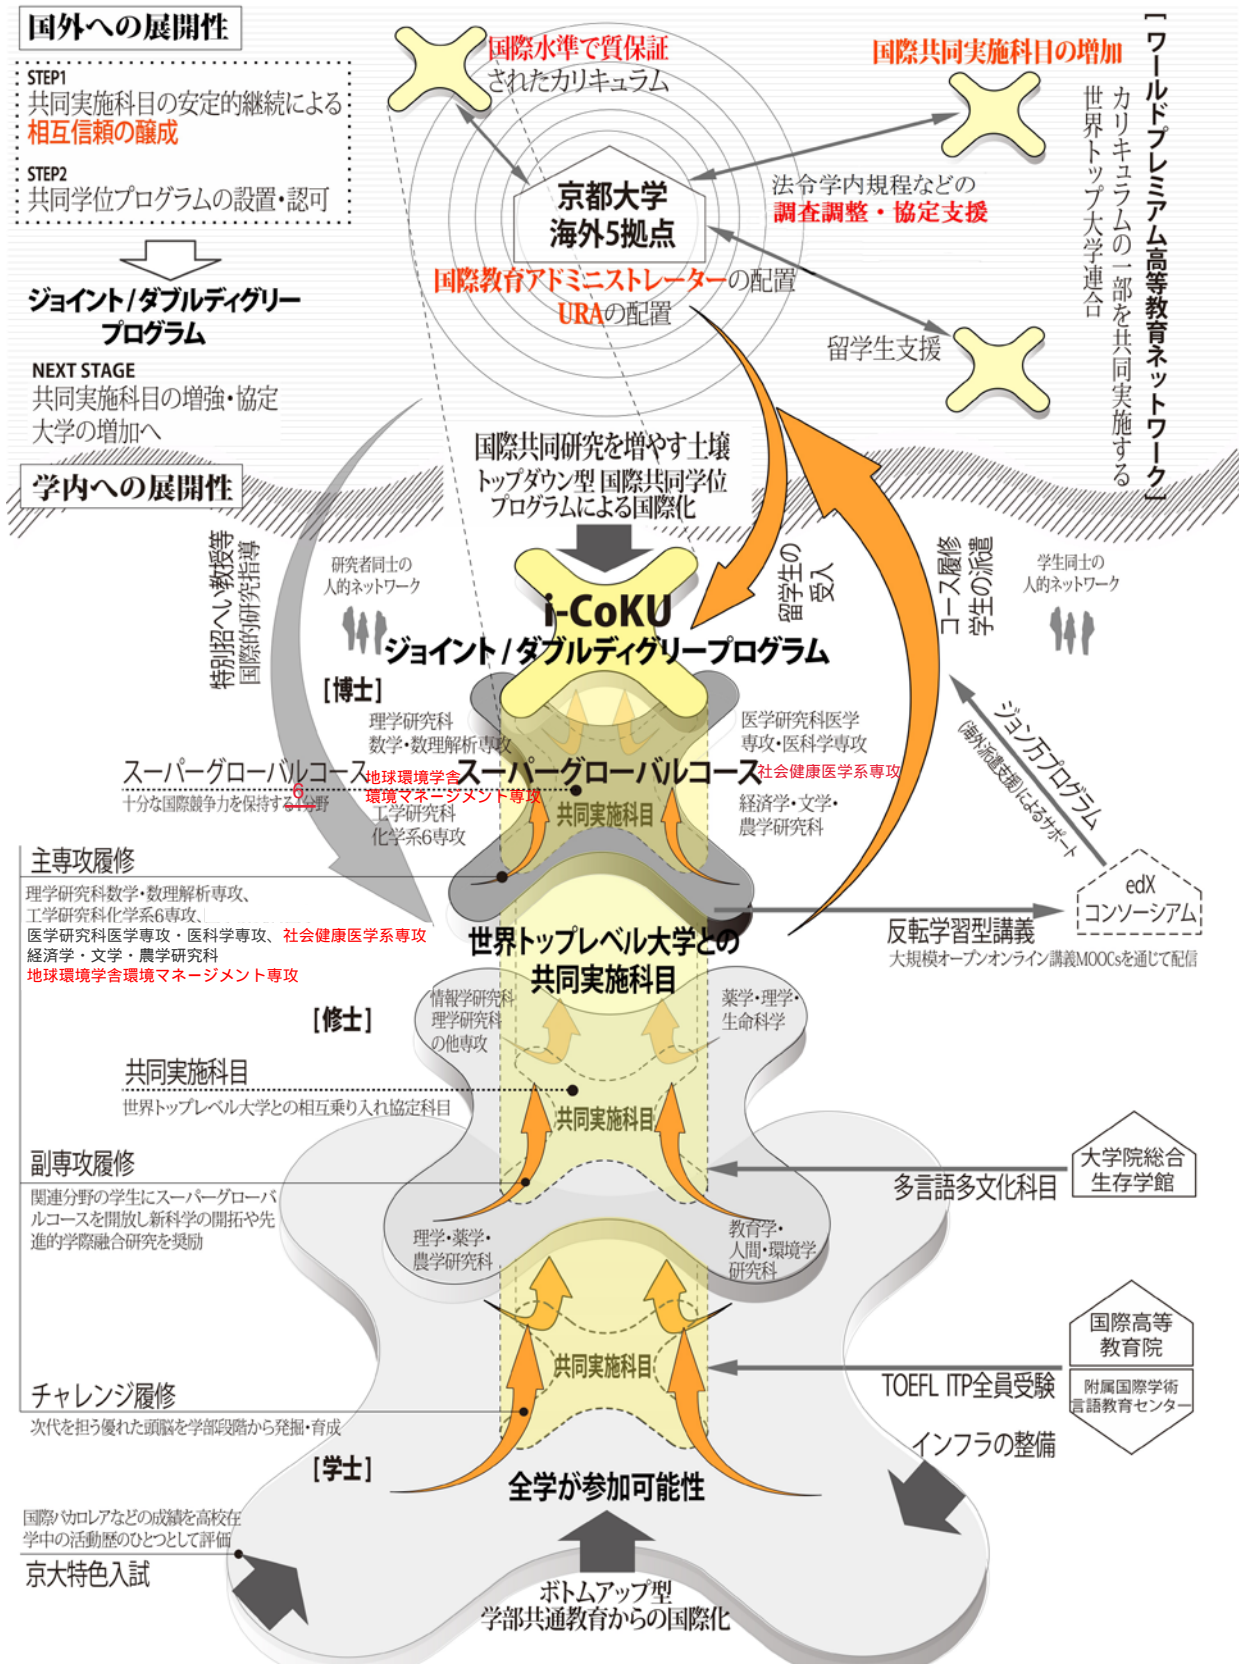 国外への展開性
STEP1
共同実施科目の安定的継続による
相互信頼の醸成
STEP2
共同学位プログラムの設置・認可
ジョイント/ダブルディグリー
プログラム
NEXT STAGE
共同実施科目の増強・協定
大学の増加へ
国際水準で質保証
されたカリキュラム
国際共同実施科目の増加
京都大学
海外5拠点
法令学内規程などの
調査調整・協定支援
国際教育アドミニストレーターの配置
URAの配置
留学生支援
[ワールドプレミアム高等教育ネットワーク]
カリキュラムの一部を共同実施する
世界トップ大学連合
国際共同研究を増やす土壌
トップダウン型 国際共同学位
プログラムによる国際化
学内への展開性
特別招へい教授等
国際的研究指導
研究者同士の
人的ネットワーク
留学生の
受入
コース履修
学生の派遣
学生同士の
人的ネットワーク
i-CoKU
ジョイント/ダブルディグリープログラム
[博士]
理学研究科
数学・数理解析専攻
医学研究科医学
専攻・医科学専攻
スーパーグローバルコース
地球環境学舎
環境マネージメント専攻
スーパーグローバルコース
社会健康医学系専攻
6
十分な国際競争力を保持する4分野
工学研究科
化学系6専攻
共同実施科目
経済学・文学・
農学研究科
ジョン万プログラム
(海外派遣支援)によるサポート
主専攻履修
理学研究科数学・数理解析専攻、
工学研究科化学系6専攻、
医学研究科医学専攻・医科学専攻、社会健康医学系専攻
経済学・文学・農学研究科
地球環境学舎環境マネージメント専攻
edX
コンソーシアム
反転学習型講義
大規模オープンオンライン講義MOOCsを通じて配信
世界トップレベル大学との
共同実施科目
[修士]
情報学研究科
理学研究科
の他専攻
薬学・理学・
生命科学
共同実施科目
世界トップレベル大学との相互乗り入れ協定科目
共同実施科目
副専攻履修
関連分野の学生にスーパーグローバ
ルコースを開放し新科学の開拓や先
進的学際融合研究を奨励
大学院総合
生存学館
多言語多文化科目
理学・薬学・
農学研究科
教育学・
人間・環境学
研究科
国際高等
教育院
附属国際学術
言語教育センター
共同実施科目
TOEFL ITP全員受験
チャレンジ履修
次代を担う優れた頭脳を学部段階から発掘・育成
インフラの整備
[学士]
全学が参加可能性
国際バカロレアなどの成績を高校在
学中の活動歴のひとつとして評価
京大特色入試
ボトムアップ型
学部共通教育からの国際化